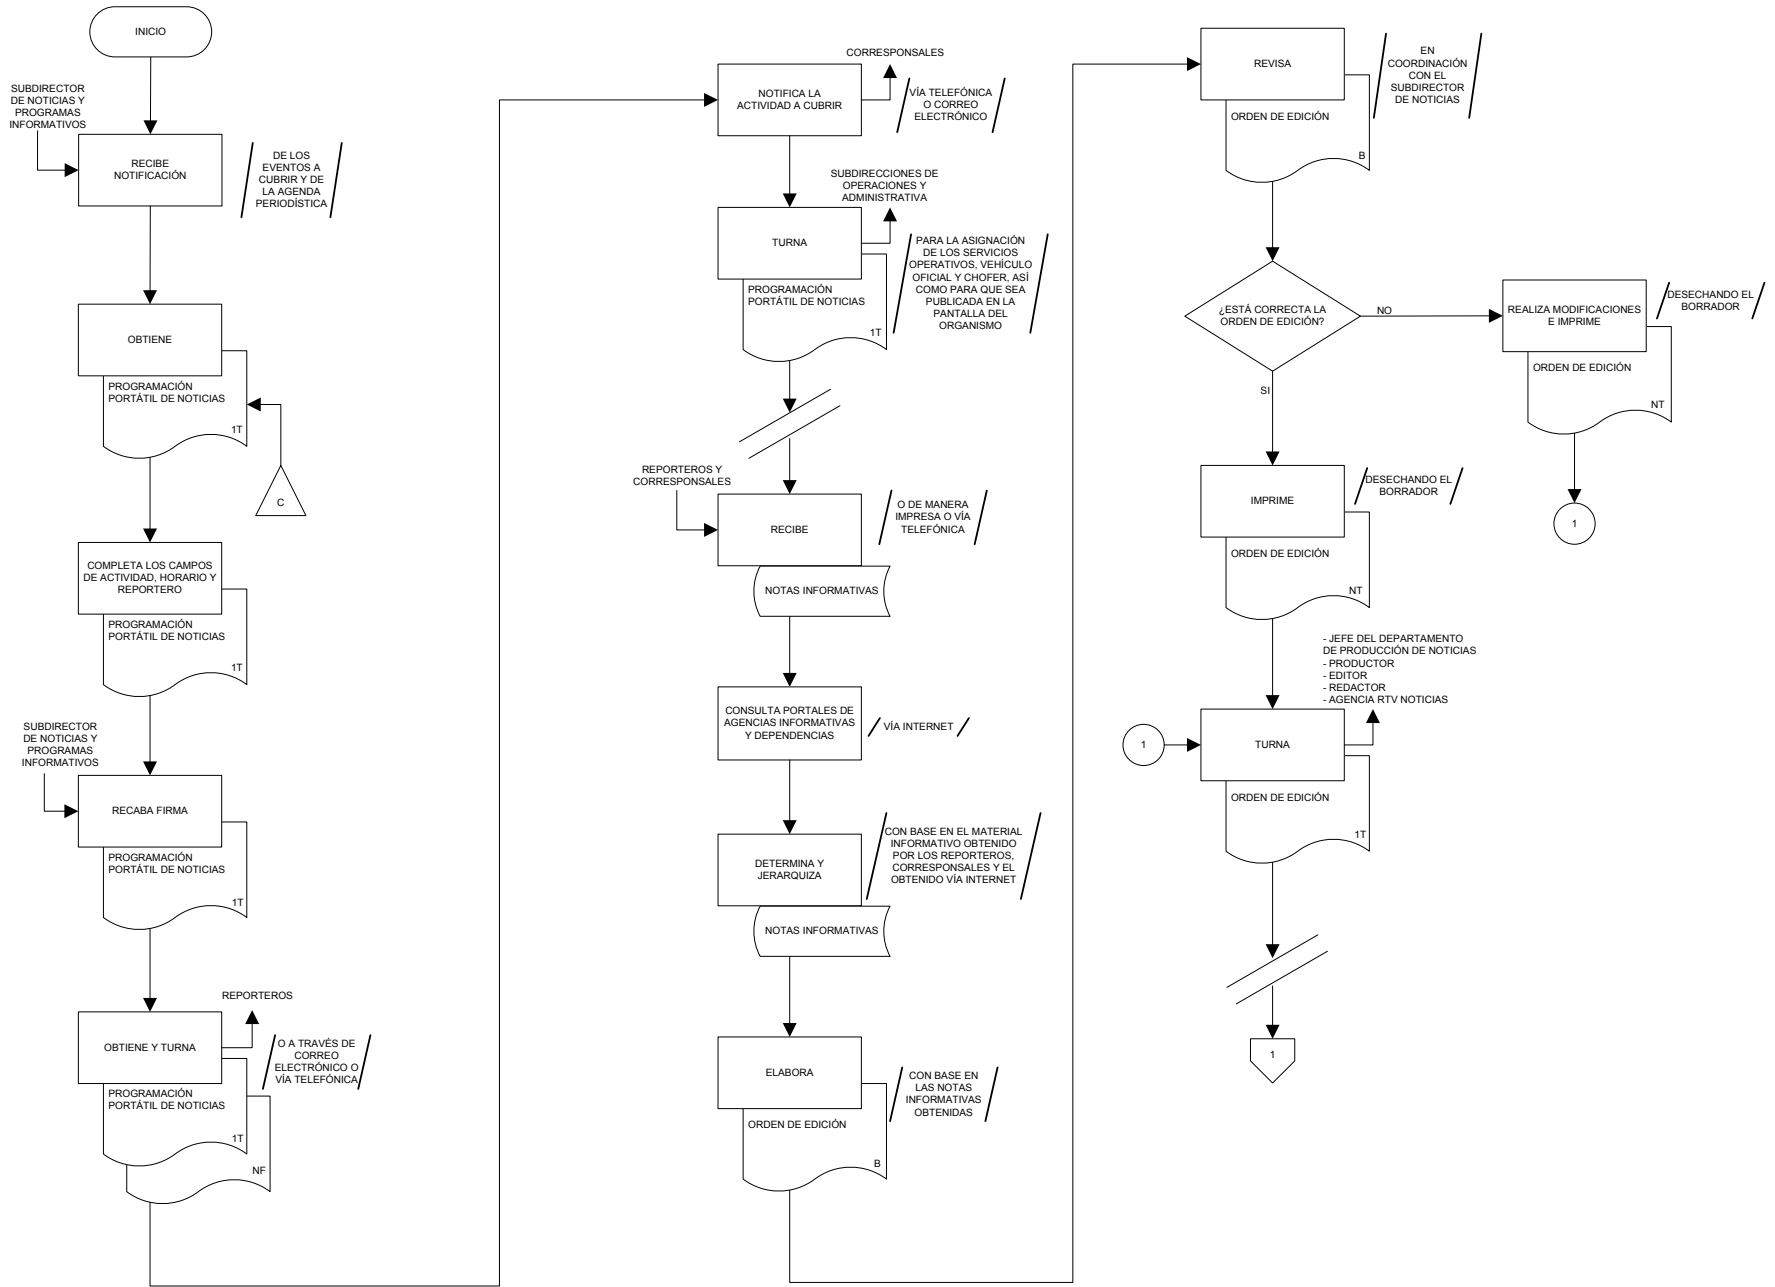 INICIO
SUBDIRECTOR
DE NOTICIAS Y
PROGRAMAS
INFORMATIVOS
RECIBE
NOTIFICACIÓN
DE LOS
EVENTOS A
CUBRIR Y DE
LA AGENDA
PERIODÍSTICA
OBTIENE
PROGRAMACIÓN
PORTÁTIL DE NOTICIAS
1T
C
COMPLETA LOS CAMPOS
DE ACTIVIDAD, HORARIO Y
REPORTERO
PROGRAMACIÓN
PORTÁTIL DE NOTICIAS
1T
SUBDIRECTOR
DE NOTICIAS Y
PROGRAMAS
INFORMATIVOS
RECABA FIRMA
PROGRAMACIÓN
PORTÁTIL DE NOTICIAS
1T
REPORTEROS
OBTIENE Y TURNA
O A TRAVÉS DE
CORREO
ELECTRÓNICO O
VÍA TELEFÓNICA
PROGRAMACIÓN
PORTÁTIL DE NOTICIAS
1T
NF
CORRESPONSALES
NOTIFICA LA
ACTIVIDAD A CUBRIR
VÍA TELEFÓNICA
O CORREO
ELECTRÓNICO
SUBDIRECCIONES DE
OPERACIONES Y
ADMINISTRATIVA
TURNA
PARA LA ASIGNACIÓN
DE LOS SERVICIOS
OPERATIVOS, VEHÍCULO
OFICIAL Y CHOFER, ASÍ
COMO PARA QUE SEA
PUBLICADA EN LA
PANTALLA DEL
ORGANISMO
PROGRAMACIÓN
PORTÁTIL DE NOTICIAS
1T
REPORTEROS Y
CORRESPONSALES
RECIBE
O DE MANERA
IMPRESA O VÍA
TELEFÓNICA
NOTAS INFORMATIVAS
CONSULTA PORTALES DE
AGENCIAS INFORMATIVAS
Y DEPENDENCIAS
VÍA INTERNET
DETERMINA Y
JERARQUIZA
CON BASE EN EL MATERIAL
INFORMATIVO OBTENIDO
POR LOS REPORTEROS,
CORRESPONSALES Y EL
OBTENIDO VÍA INTERNET
NOTAS INFORMATIVAS
ELABORA
CON BASE EN
LAS NOTAS
INFORMATIVAS
OBTENIDAS
ORDEN DE EDICIÓN
B
REVISA
EN
COORDINACIÓN
CON EL
SUBDIRECTOR
DE NOTICIAS
ORDEN DE EDICIÓN
B
¿ESTÁ CORRECTA LA
ORDEN DE EDICIÓN?
NO
SI
REALIZA MODIFICACIONES
E IMPRIME
DESECHANDO EL
BORRADOR
ORDEN DE EDICIÓN
NT
1
IMPRIME
DESECHANDO EL
BORRADOR
ORDEN DE EDICIÓN
NT
- JEFE DEL DEPARTAMENTO
DE PRODUCCIÓN DE NOTICIAS
- PRODUCTOR
- EDITOR
- REDACTOR
- AGENCIA RTV NOTICIAS
1
TURNA
ORDEN DE EDICIÓN
1T
1